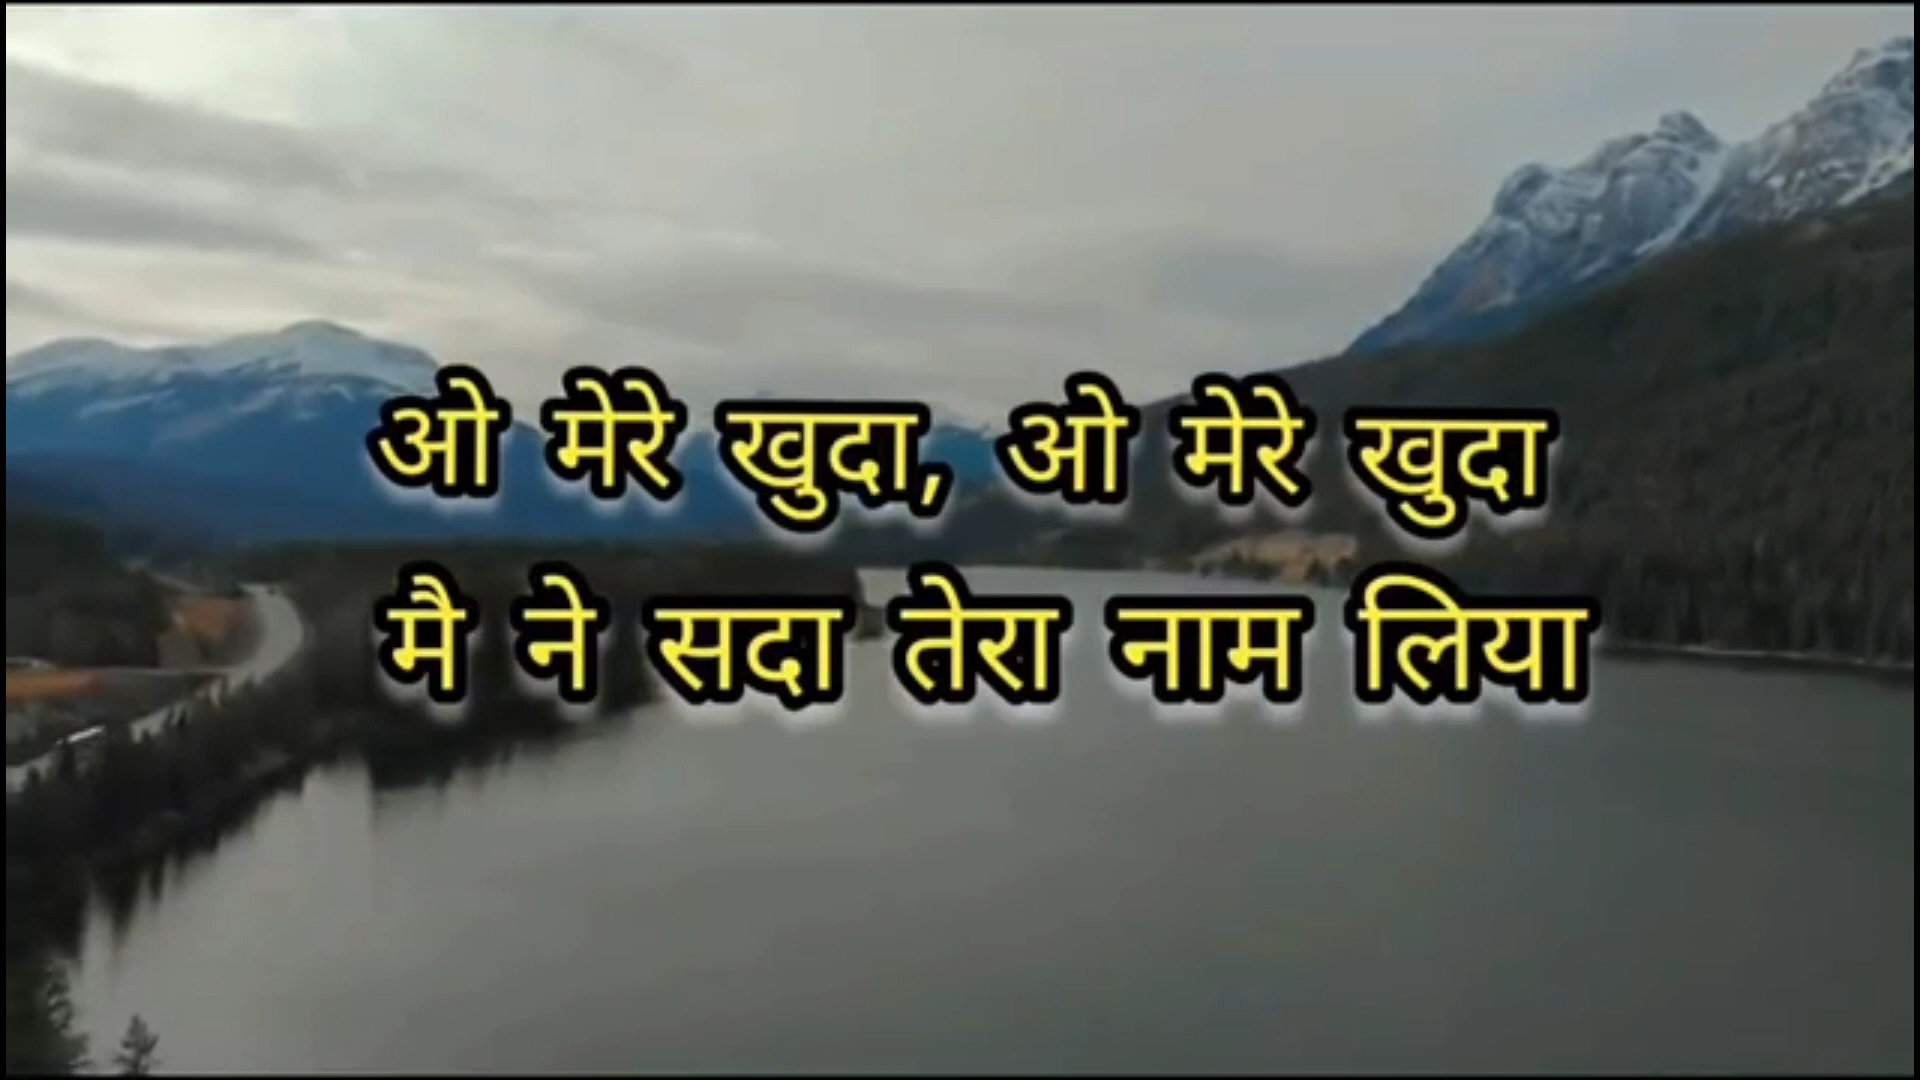 ओ मेरे खुदा, ओ मेरे खुदा
मै ने सदा तेरा नाम लिया